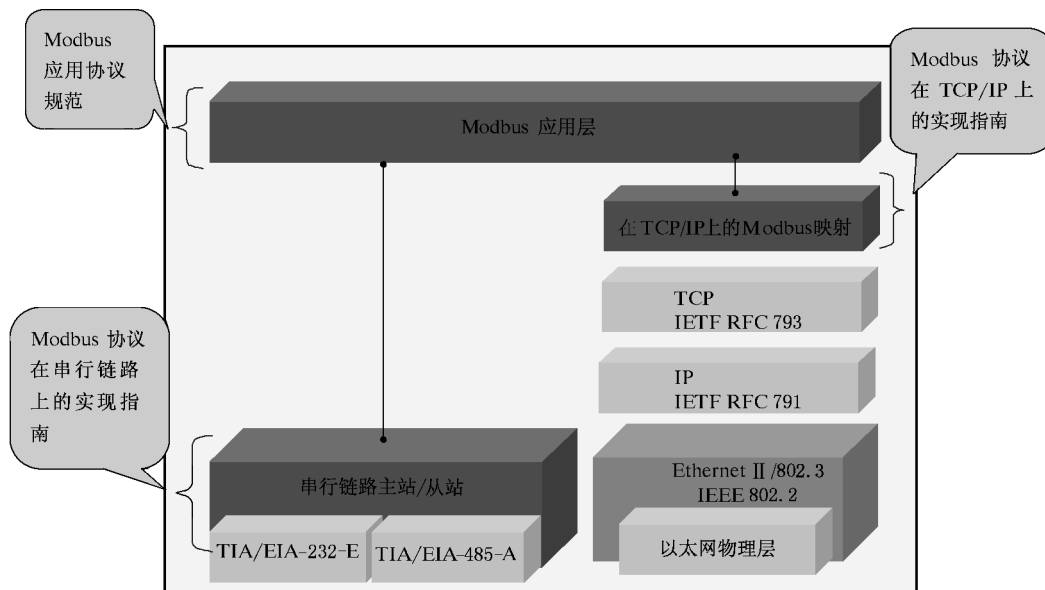 Modbus
应用协议
规范
Modbus 协议
在 TCP/IP 上
的实现指南
Modbus 应用层
在TCP/IP上的Modbus映射
TCP
IETF RFC 793
IP
IETF RFC 791
Modbus 协议
在串行链路
上的实现指
南
Ethernet Ⅱ/802.3
IEEE 802.2
串行链路主站/从站
TIA/EIA-232-E
TIA/EIA-485-A
以太网物理层